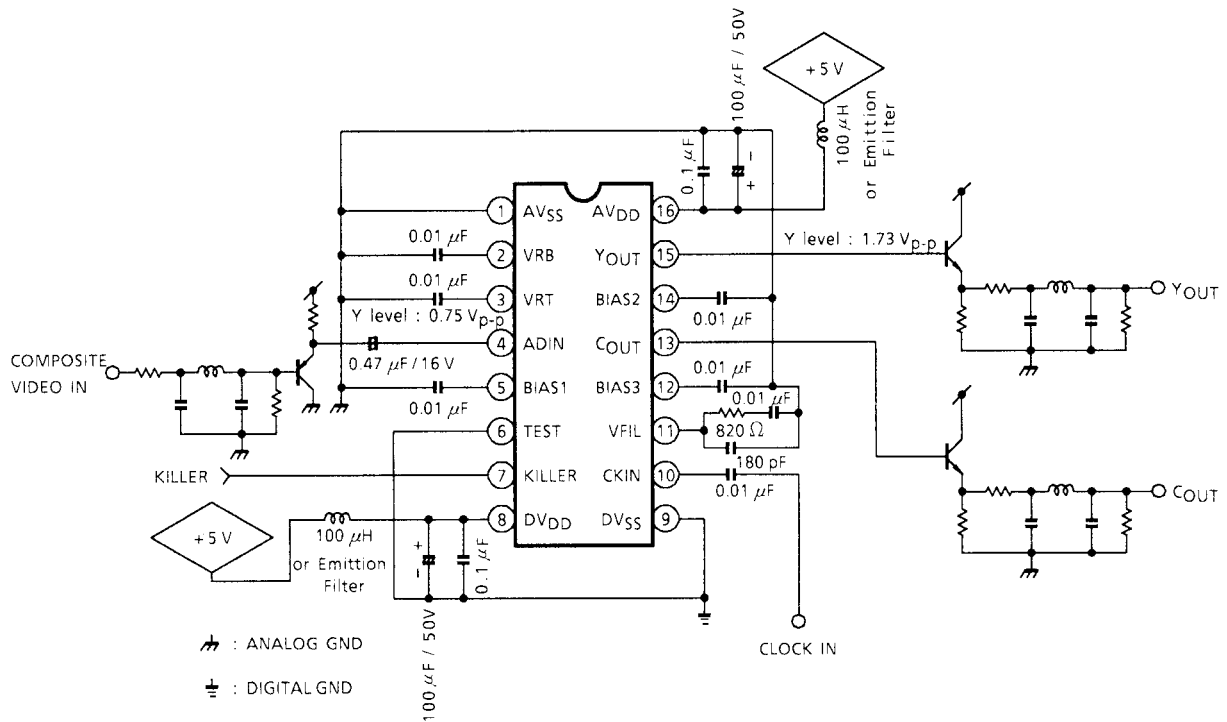 100 μF / 50V
+5 V
100 μH
or Emittion
Filter
0.1 μF
−
+
1 AVSS
AVDD 16
0.01 μF
2 VRB
YOUT 15
Y level : 1.73 Vp-p
0.01 μF
3 VRT
BIAS2 14
0.01 μF
YOUT
Y level : 0.75 Vp-p
4 ADIN
COUT 13
0.47 μF/16 V
COMPOSITE
VIDEO IN
5 BIAS1
BIAS3 12
0.01 μF
0.01 μF
0.01 μF
6 TEST
VFIL 11
820 Ω
180 pF
KILLER
7 KILLER
CKIN 10
0.01 μF
COUT
+5 V
100 μH
or Emittion
Filter
8 DVDD
DVSS 9
+
−
0.1 μF
100 μF / 50V
CLOCK IN
: ANALOG GND
: DIGITAL GND